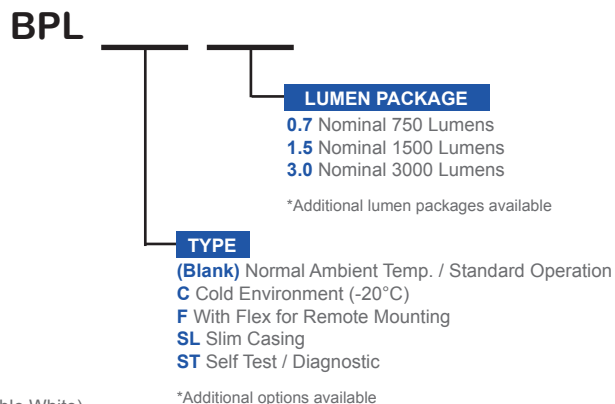 BPL
LUMEN PACKAGE
0.7 Nominal 750 Lumens
1.5 Nominal 1500 Lumens
3.0 Nominal 3000 Lumens
*Additional lumen packages available
TYPE
(Blank) Normal Ambient Temp. / Standard Operation
C Cold Environment (-20°C)
F With Flex for Remote Mounting
SL Slim Casing
ST Self Test / Diagnostic
*Additional options available
White)